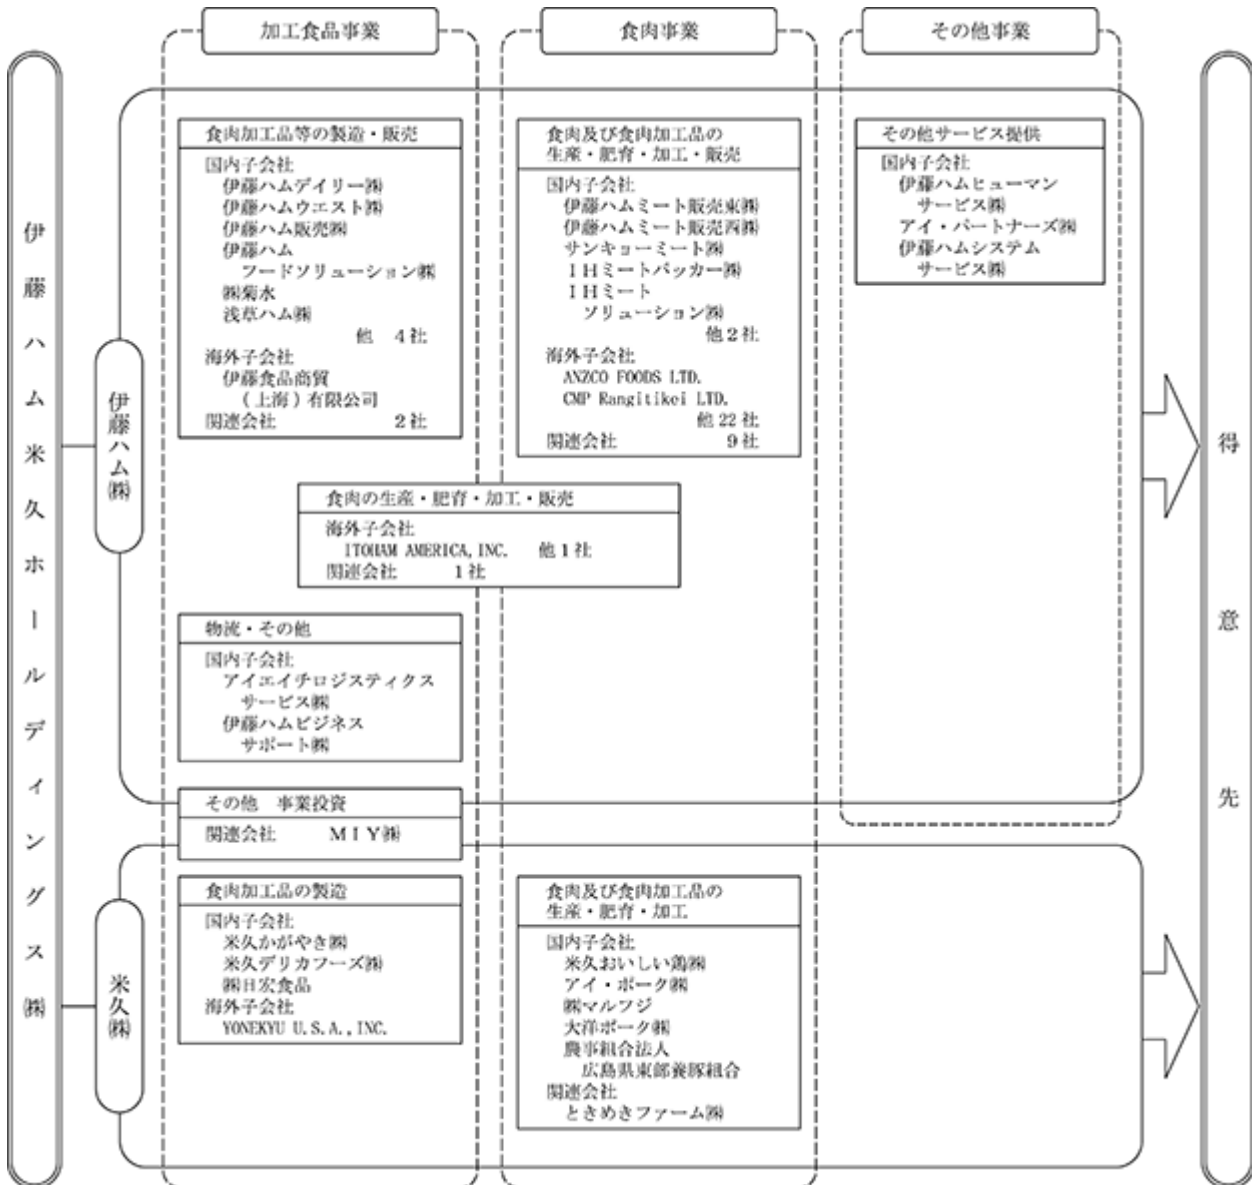 加工食品事業
食肉事業
その他事業
伊藤ハム米久ホールディングス㈱
伊藤ハム㈱
食肉加工品等の製造・販売
国内子会社
伊藤ハムデイリー㈱
伊藤ハムウエスト㈱
伊藤ハム販売㈱
伊藤ハム
フードソリューション㈱
㈱菊水
浅草ハム㈱
他 4社
海外子会社
伊藤食品商貿
(上海)有限公司
関連会社 2社
食肉及び食肉加工品の
生産・肥育・加工・販売
国内子会社
伊藤ハムミート販売東㈱
伊藤ハムミート販売西㈱
サンキョーミート㈱
IHミートパッカー㈱
IHミート
ソリューション㈱
他2社
海外子会社
ANZCO FOODS LTD.
CMP Rangitikei LTD.
他22社
関連会社 9社
その他サービス提供
国内子会社
伊藤ハムヒューマン
サービス㈱
アイ・パートナーズ㈱
伊藤ハムシステム
サービス㈱
食肉の生産・肥育・加工・販売
海外子会社
ITOHAM AMERICA,INC. 他1社
関連会社 1社
物流・その他
国内子会社
アイエイチロジスティクス
サービス㈱
伊藤ハムビジネス
サポート㈱
その他 事業投資
関連会社 MIY㈱
米久㈱
食肉加工品の製造
国内子会社
米久かがやき㈱
米久デリカフーズ㈱
㈱日宏食品
海外子会社
YONEKYU U.S.A.,INC.
食肉及び食肉加工品の
生産・肥育・加工
国内子会社
米久おいしい鶏㈱
アイ・ポーク㈱
㈱マルフジ
大洋ポーク㈱
農事組合法人
広島県東部養豚組合
関連会社
ときめきファーム㈱
得意先